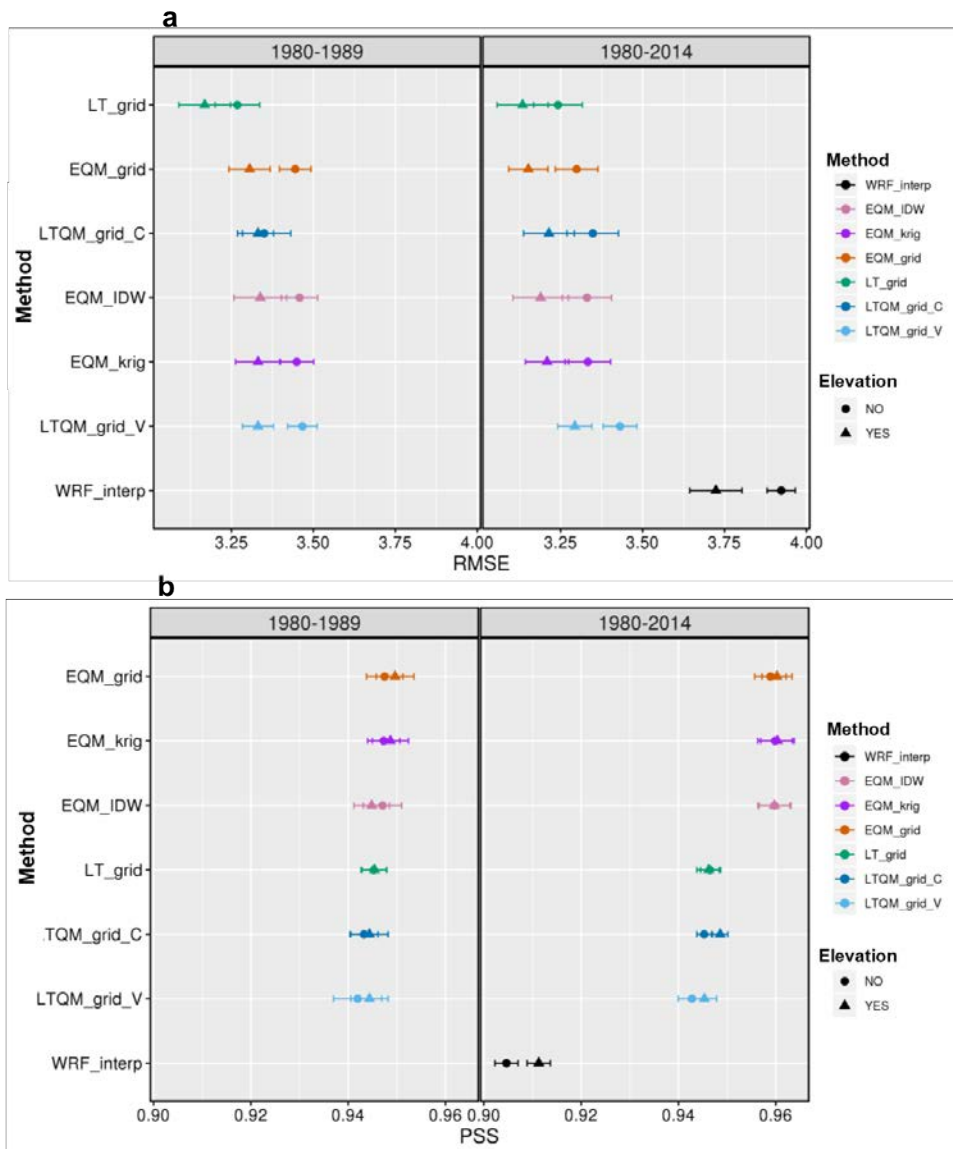 a
1980-1989
1980-2014
LT_grid
EQM_grid
LTQM_grid_C
EQM_IDW
EQM_krig
LTQM_grid_V
WRF_interp
Method
3.25
3.50
3.75
4.00
3.25
3.50
3.75
4.00
RMSE
Method
WRF_interp
EQM_IDW
EQM_krig
EQM_grid
LT_grid
LTQM_grid_C
LTQM_grid_V
Elevation
NO
YES
b
1980-1989
1980-2014
EQM_grid
EQM_krig
EQM_IDW
LT_grid
.TQM_grid_C
LTQM_grid_V
WRF_interp
Method
0.90
0.92
0.94
0.96
0.90
0.92
0.94
0.96
PSS
Method
WRF_interp
EQM_IDW
EQM_krig
EQM_grid
LT_grid
LTQM_grid_C
LTQM_grid_V
Elevation
NO
YES